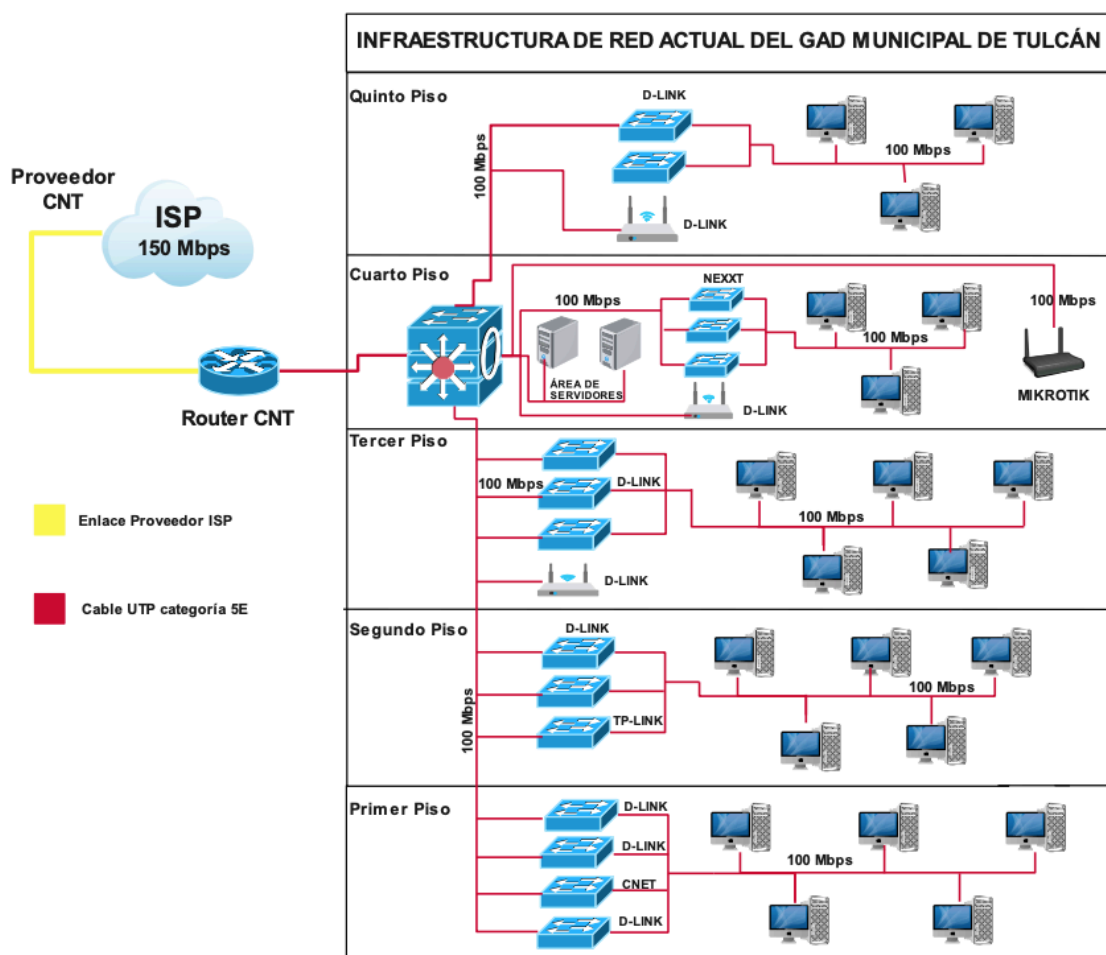 INFRAESTRUCTURA DE RED ACTUAL DEL GAD MUNICIPAL DE TULCÁN
Proveedor
CNT
ISP
150 Mbps
Router CNT
Enlace Proveedor ISP
Cable UTP categoría 5E
Quinto Piso
D-LINK
100 Mbps
100 Mbps
D-LINK
Cuarto Piso
NEXXT
100 Mbps
100 Mbps
100 Mbps
ÁREA DE
SERVIDORES
D-LINK
MIKROTIK
Tercer Piso
100 Mbps
D-LINK
100 Mbps
D-LINK
Segundo Piso
D-LINK
100 Mbps
TP-LINK
100 Mbps
Primer Piso
D-LINK
D-LINK
100 Mbps
CNET
D-LINK